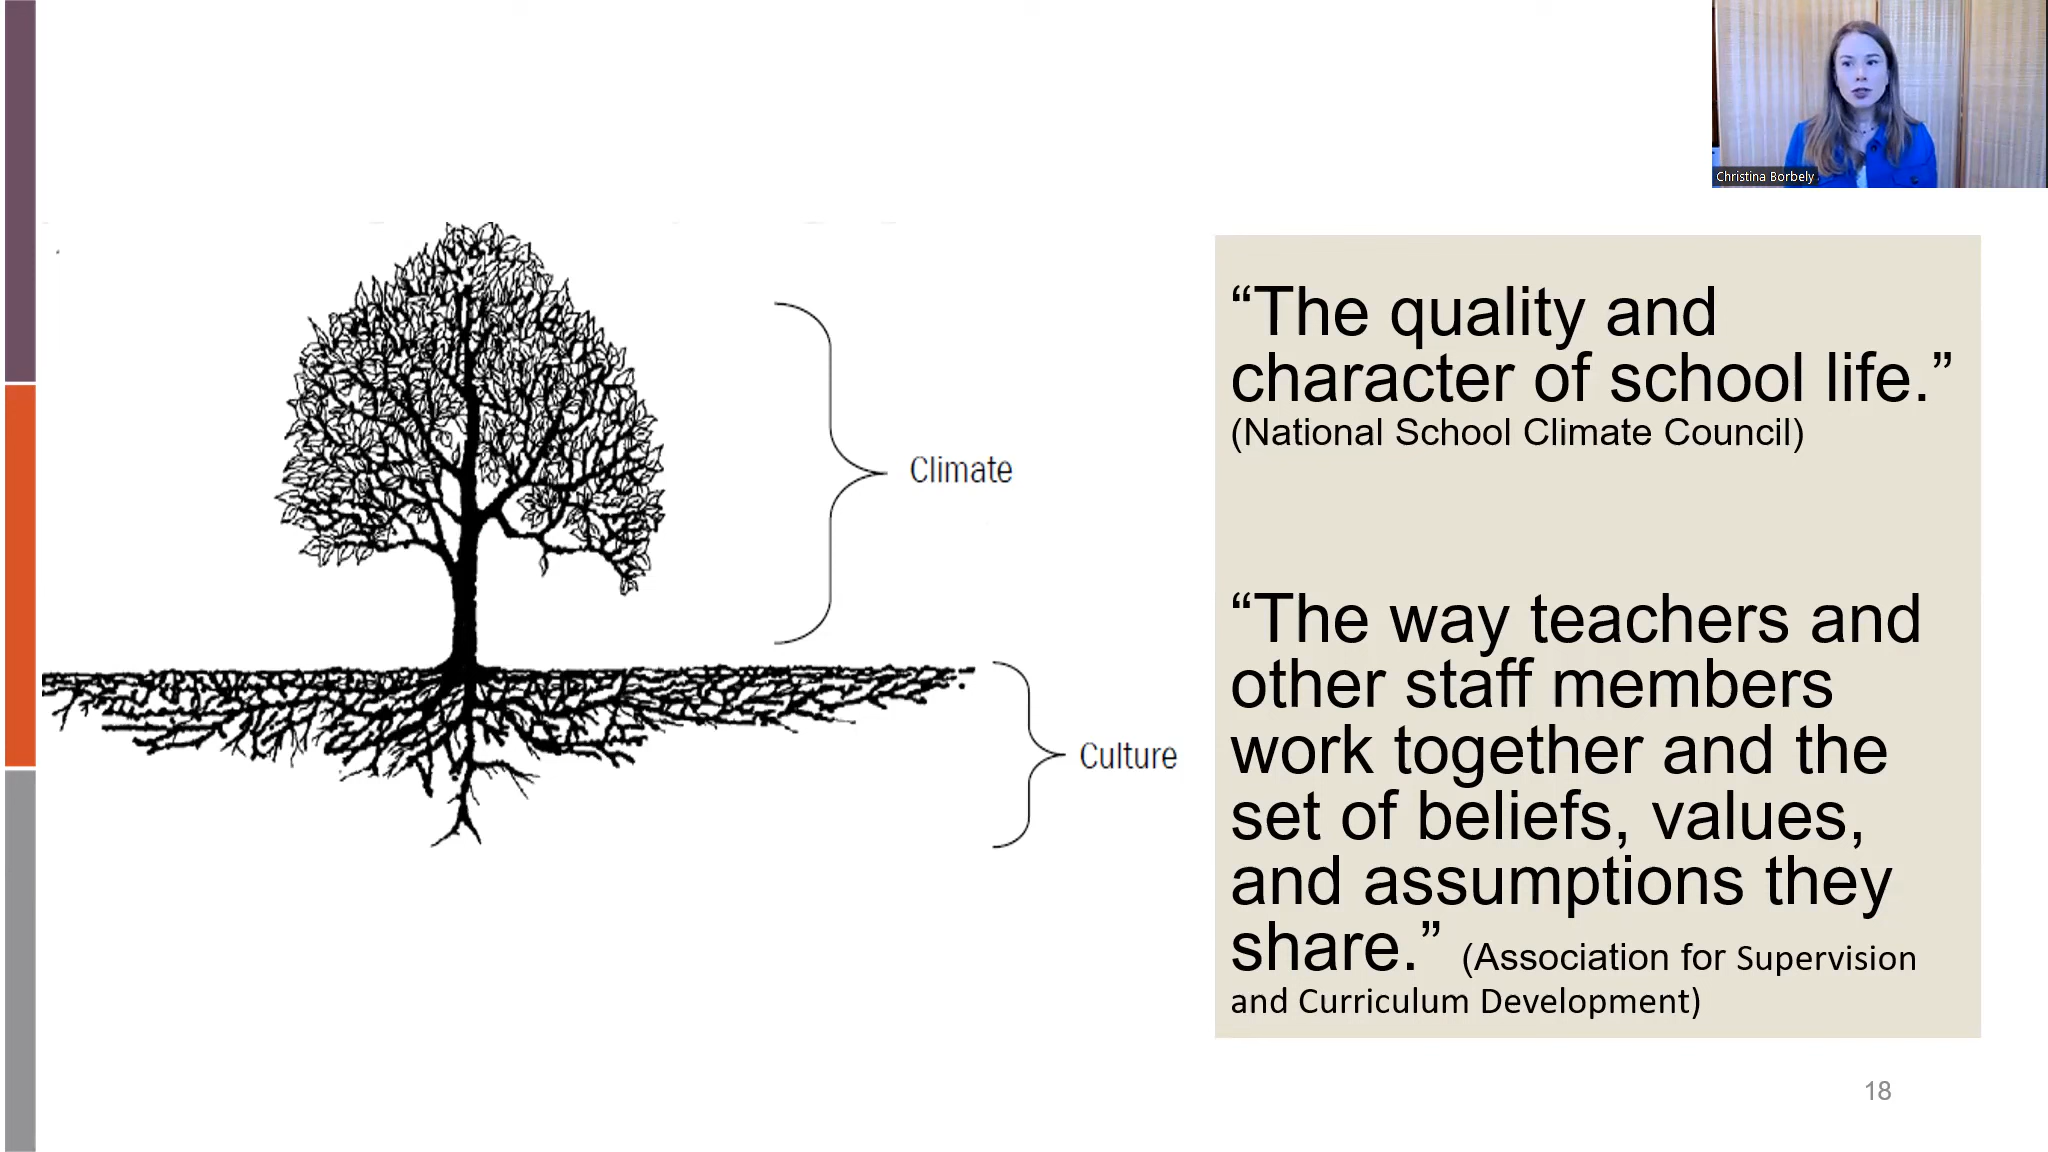 Christina Borbely
Climate
Culture
“The quality and
character of school life.”
(National School Climate Council)
“The way teachers and
other staff members
work together and the
set of beliefs, values,
and assumptions they
share.” (Association for Supervision
and Curriculum Development)
18